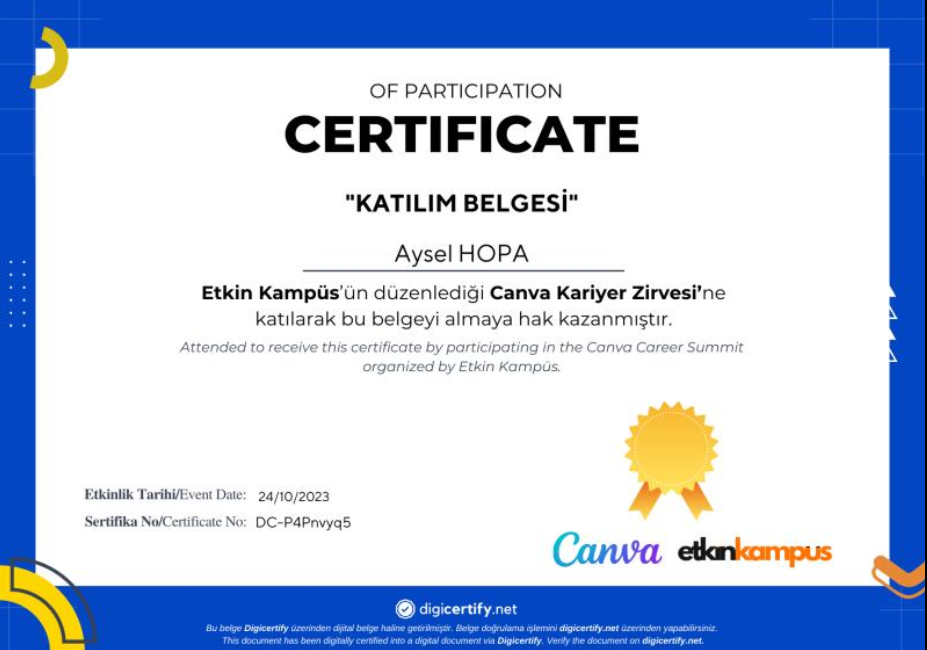 OF PARTICIPATION
CERTIFICATE
"KATILIM BELGESİ"
Aysel HOPA
Etkin Kampüs'ün düzenlediği Canva Kariyer Zirvesi'ne
katılarak bu belgeyi almaya hak kazanmıştır.
Attended to receive this certificate by participating in the Canva Career Summit
organized by Etkin Kampüs.
Etkinlik Tarihi/Event Date: 24/10/2023
Sertifika No/Certificate No: DC-P4Pnvyq5
Canva etkinkampus
digicertify.net
Bu belge Digicertify üzerinden dijital belge haline getirilmiştir. Belge doğrulama işlemini digicertify.net üzerinden yapabilirsiniz.
This document has been digitally certified into a digital document via Digicertify. Verify the document on digicertify.net.